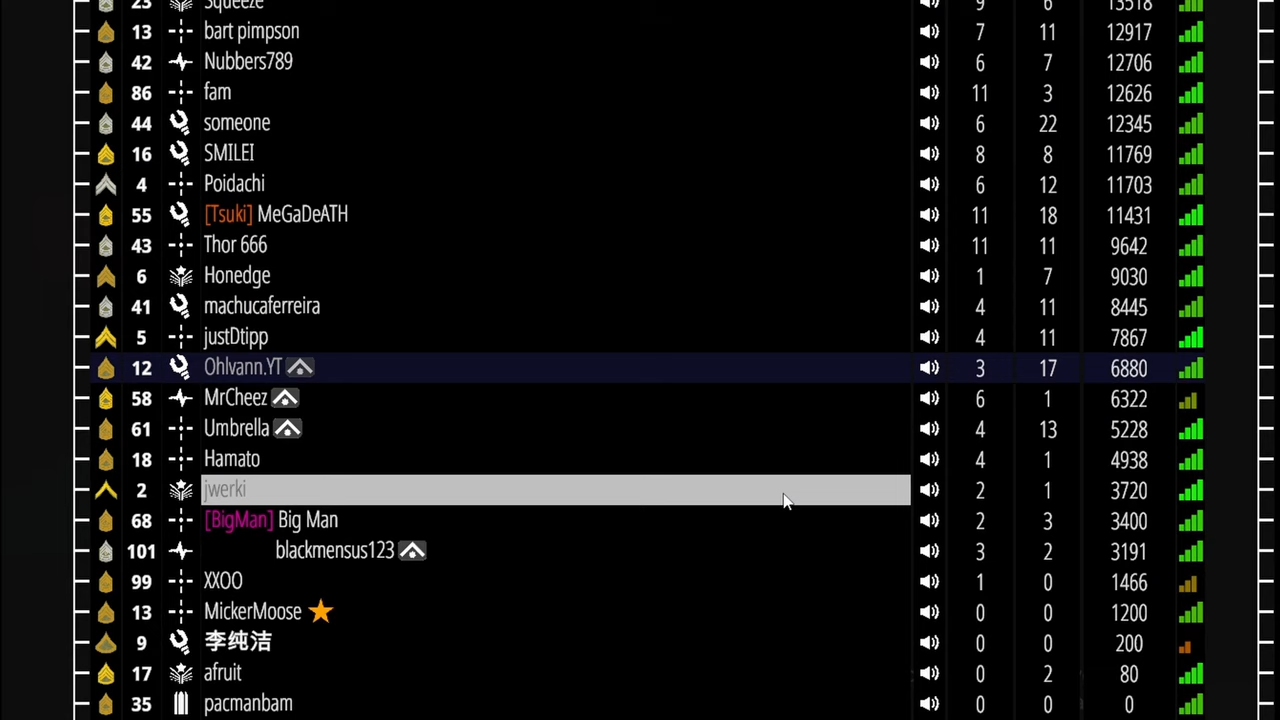 23 Squeeze 9 6 13518
13 bart pimpson 7 11 12917
42 Nubbers789 6 7 12706
86 fam 11 3 12626
44 someone 6 22 12345
16 SMILEI 8 8 11769
4 Poidachi 6 12 11703
55 [Tsuki] MeGaDeATH 11 18 11431
43 Thor 666 11 11 9642
6 Honedge 1 7 9030
41 machucaferreira 4 11 8445
5 justDtipp 4 11 7867
12 Ohlvann.YT 3 17 6880
58 MrCheez 6 1 6322
61 Umbrella 4 13 5228
18 Hamato 4 1 4938
2 jwerki 2 1 3720
68 [BigMan] Big Man 2 3 3400
101 blackmensus123 3 2 3191
99 XXOO 1 0 1466
13 MickerMoose 0 0 1200
9 李纯洁 0 0 200
17 afruit 0 2 80
35 pacmanbam 0 0 0